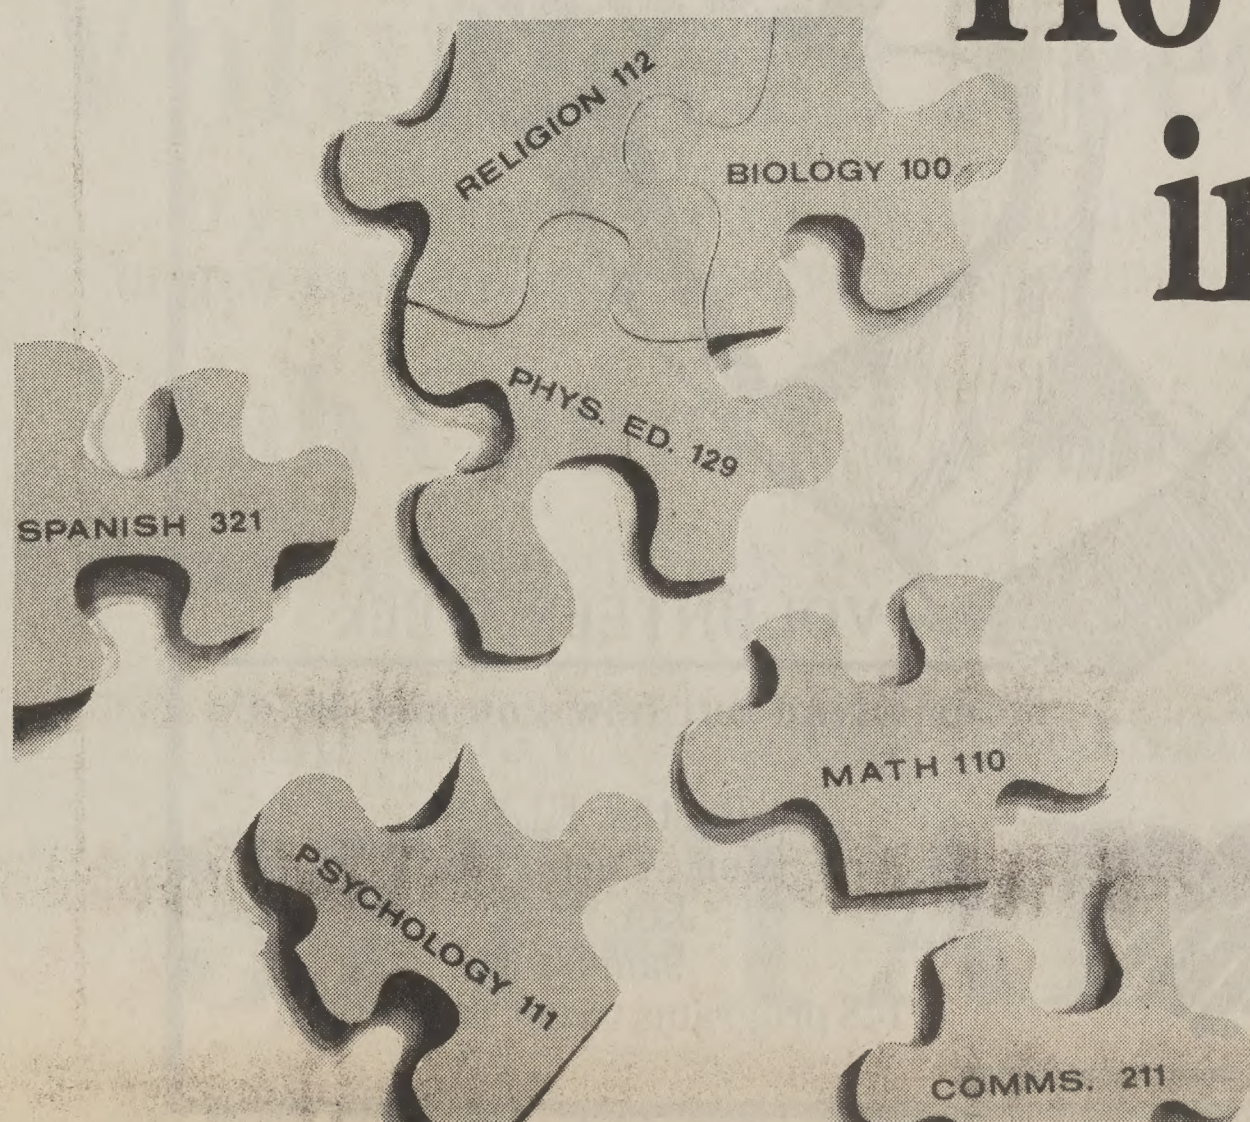 RELIGION 112
BIOLOGY 100
PHYS. ED. 129
SPANISH 321
MATH 110
PSYCHOLOGY 111
COMMS. 211